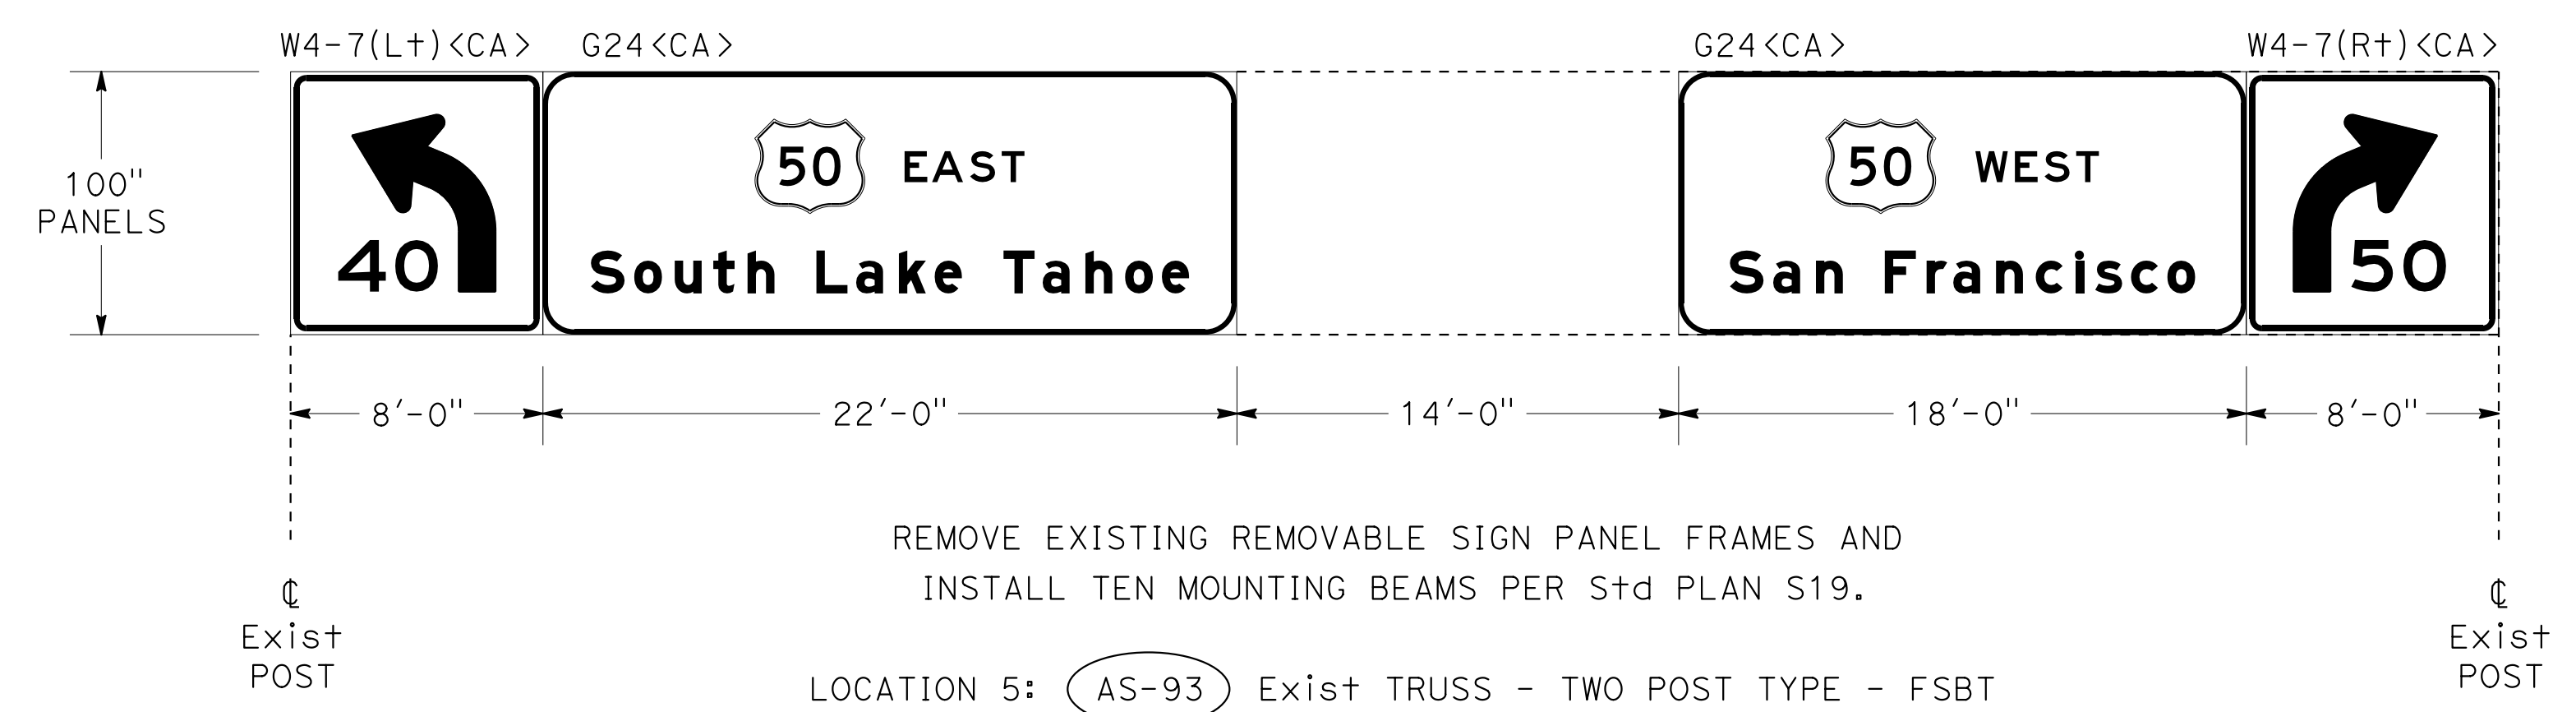 W4-7(Lt)<CA> G24<CA> G24<CA> W4-7(Rt)<CA>
100"
PANELS
40
50 EAST
South Lake Tahoe
50 WEST
San Francisco
50
8'-0" 22'-0" 14'-0" 18'-0" 8'-0"
REMOVE EXISTING REMOVABLE SIGN PANEL FRAMES AND
INSTALL TEN MOUNTING BEAMS PER Std PLAN S19.
℄
Exist
POST
℄
Exist
POST
LOCATION 5: AS-93 Exist TRUSS - TWO POST TYPE - FSBT